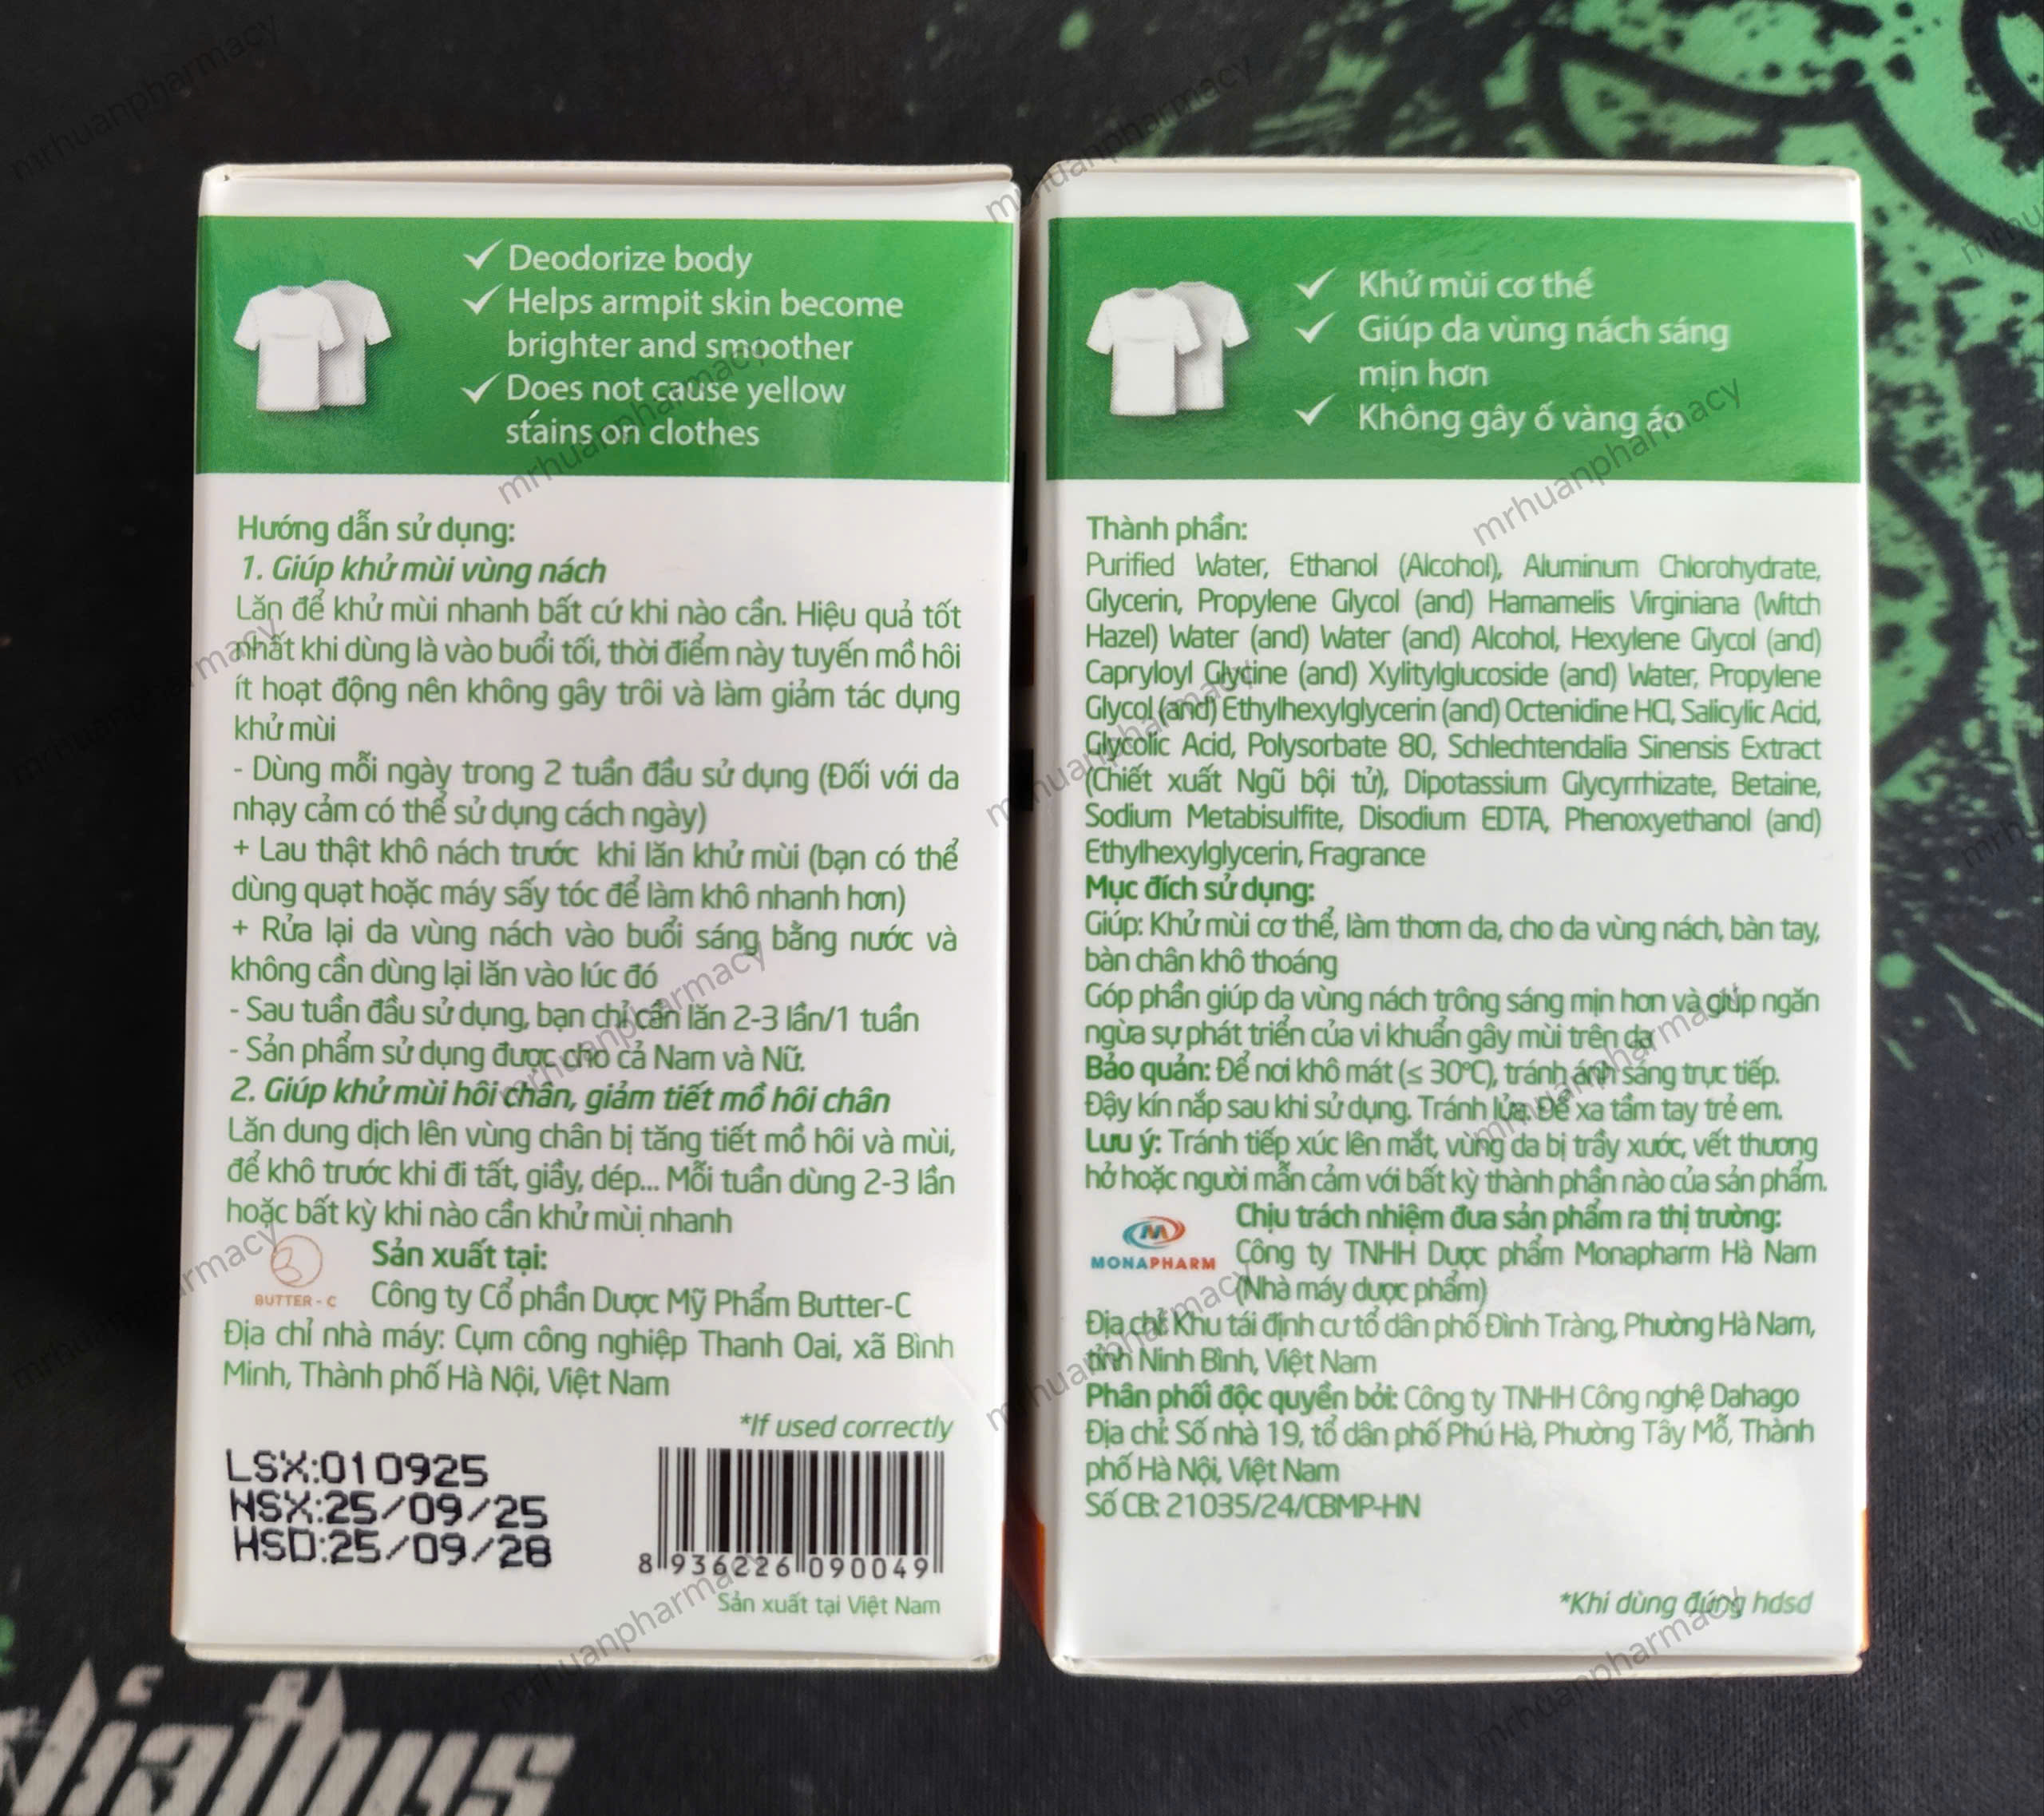 Deodorize body
Helps armpit skin become
brighter and smoother
Does not cause yellow
stains on clothes
Hướng dẫn sử dụng:
1. Giúp khử mùi vùng nách
Lăn để khử mùi nhanh bất cứ khi nào cần. Hiệu quả tốt
nhất khi dùng là vào buổi tối, thời điểm này tuyến mồ hôi
ít hoạt động nên không gây trôi và làm giảm tác dụng
khử mùi
- Dùng mỗi ngày trong 2 tuần đầu sử dụng (Đối với da
nhạy cảm có thể sử dụng cách ngày)
+ Lau thật khô nách trước khi lăn khử mùi (bạn có thể
dùng quạt hoặc máy sấy tóc để làm khô nhanh hơn)
+ Rửa lại da vùng nách vào buổi sáng bằng nước và
không cần dùng lại lăn vào lúc đó
- Sau tuần đầu sử dụng, bạn chỉ cần lăn 2-3 lần/1 tuần
- Sản phẩm sử dụng được cho cả Nam và Nữ.
2. Giúp khử mùi hôi chân, giảm tiết mồ hôi chân
Lăn dung dịch lên vùng chân bị tăng tiết mồ hôi và mùi,
để khô trước khi đi tất, giầy, dép... Mỗi tuần dùng 2-3 lần
hoặc bất kỳ khi nào cần khử mùi nhanh
BUTTER - C
Sản xuất tại:
Công ty Cổ phần Dược Mỹ Phẩm Butter-C
Địa chỉ nhà máy: Cụm công nghiệp Thanh Oai, xã Bình
Minh, Thành phố Hà Nội, Việt Nam
*If used correctly
LSX:010925
NSX:25/09/25
HSD:25/09/28
8 936226 090049
Sản xuất tại Việt Nam
Khử mùi cơ thể
Giúp da vùng nách sáng
mịn hơn
Không gây ố vàng áo
Thành phần:
Purified Water, Ethanol (Alcohol), Aluminum Chlorohydrate,
Glycerin, Propylene Glycol (and) Hamamelis Virginiana (Witch
Hazel) Water (and) Water (and) Alcohol, Hexylene Glycol (and)
Capryloyl Glycine (and) Xylitylglucoside (and) Water, Propylene
Glycol (and) Ethylhexylglycerin (and) Octenidine HCl, Salicylic Acid,
Glycolic Acid, Polysorbate 80, Schlechtendalia Sinensis Extract
(Chiết xuất Ngũ bội tử), Dipotassium Glycyrrhizate, Betaine,
Sodium Metabisulfite, Disodium EDTA, Phenoxyethanol (and)
Ethylhexylglycerin, Fragrance
Mục đích sử dụng:
Giúp: Khử mùi cơ thể, làm thơm da, cho da vùng nách, bàn tay,
bàn chân khô thoáng
Góp phần giúp da vùng nách trông sáng mịn hơn và giúp ngăn
ngừa sự phát triển của vi khuẩn gây mùi trên da
Bảo quản: Để nơi khô mát (≤ 30°C), tránh ánh sáng trực tiếp.
Đậy kín nắp sau khi sử dụng. Tránh lửa. Để xa tầm tay trẻ em.
Lưu ý: Tránh tiếp xúc lên mắt, vùng da bị trầy xước, vết thương
hở hoặc người mẫn cảm với bất kỳ thành phần nào của sản phẩm.
MONAPHARM
Chịu trách nhiệm đưa sản phẩm ra thị trường:
Công ty TNHH Dược phẩm Monapharm Hà Nam
(Nhà máy dược phẩm)
Địa chỉ: Khu tái định cư tổ dân phố Đình Tràng, Phường Hà Nam,
tỉnh Ninh Bình, Việt Nam
Phân phối độc quyền bởi: Công ty TNHH Công nghệ Dahago
Địa chỉ: Số nhà 19, tổ dân phố Phú Hà, Phường Tây Mỗ, Thành
phố Hà Nội, Việt Nam
Số CB: 21035/24/CBMP-HN
*Khi dùng đúng hdsd
mrhuanpharmacy